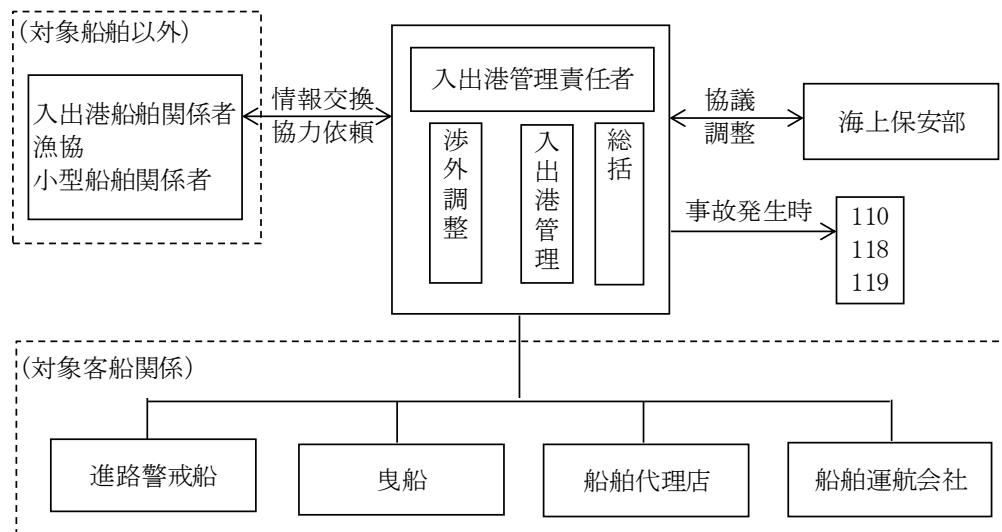 (対象船舶以外)
入出港船舶関係者
漁協
小型船舶関係者
情報交換
協力依頼
入出港管理責任者
渉外調整
入出港管理
総括
協議
調整
海上保安部
事故発生時
110
118
119
(対象客船関係)
進路警戒船
曳船
船舶代理店
船舶運航会社